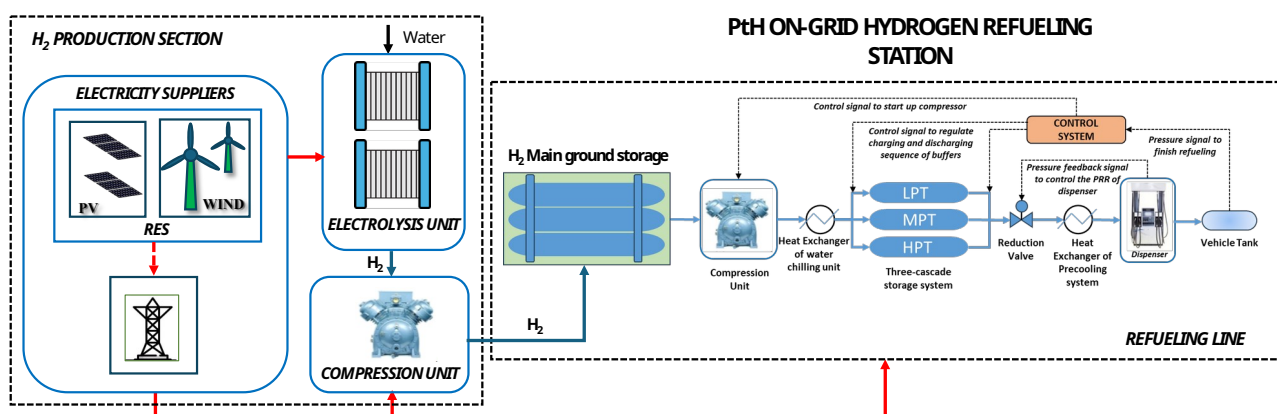 PtH ON-GRID HYDROGEN REFUELING
STATION
H₂ PRODUCTION SECTION
Water
ELECTRICITY SUPPLIERS
PV
WIND
RES
ELECTROLYSIS UNIT
H₂
COMPRESSION UNIT
H₂
H₂ Main ground storage
Control signal to start up compressor
Control signal to regulate
charging and discharging
sequence of buffers
CONTROL
SYSTEM
Pressure signal to
finish refueling
Pressure feedback signal
to control the PRR of
dispenser
LPT
MPT
HPT
Compression
Unit
Heat Exchanger
of water
chilling unit
Three-cascade
storage system
Reduction
Valve
Heat
Exchanger of
Precooling
system
Dispenser
Vehicle Tank
REFUELING LINE